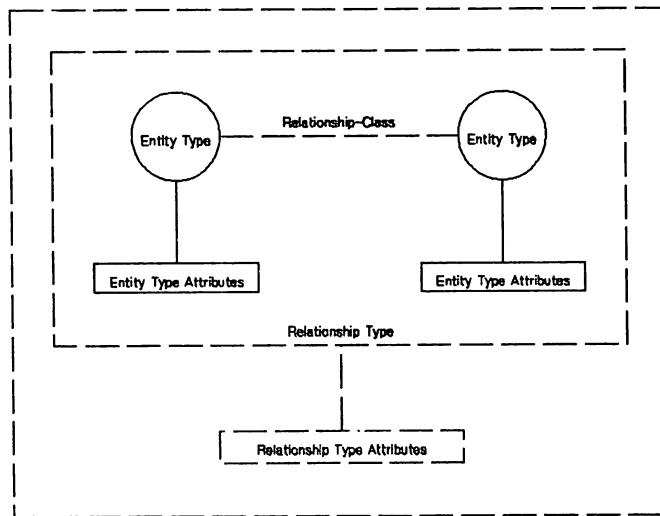 Relationship-Class
Entity Type
Entity Type
Entity Type Attributes
Entity Type Attributes
Relationship Type
Relationship Type Attributes